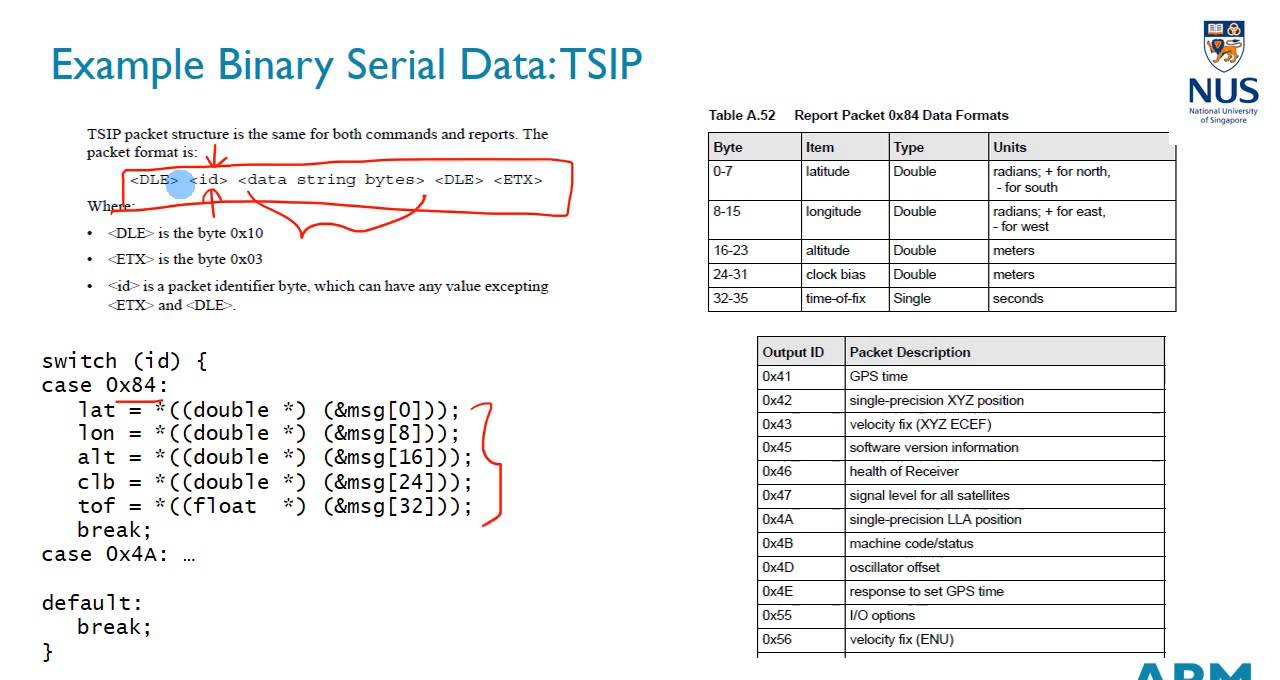 Example Binary Serial Data: TSIP
NUS
National University
of Singapore
TSIP packet structure is the same for both commands and reports. The
packet format is:
<DLE> <id> <data string bytes> <DLE> <ETX>
Where:
• <DLE> is the byte 0x10
• <ETX> is the byte 0x03
• <id> is a packet identifier byte, which can have any value excepting
<ETX> and <DLE>.
switch (id) {
case 0x84:
lat = *((double *) (&msg[0]));
lon = *((double *) (&msg[8]));
alt = *((double *) (&msg[16]));
clb = *((double *) (&msg[24]));
tof = *((float *) (&msg[32]));
break;
case 0x4A: …
default:
break;
}
Table A.52 Report Packet 0x84 Data Formats
Byte Item Type Units
0-7 latitude Double radians; + for north,
- for south
8-15 longitude Double radians; + for east,
- for west
16-23 altitude Double meters
24-31 clock bias Double meters
32-35 time-of-fix Single seconds
Output ID Packet Description
0x41 GPS time
0x42 single-precision XYZ position
0x43 velocity fix (XYZ ECEF)
0x45 software version information
0x46 health of Receiver
0x47 signal level for all satellites
0x4A single-precision LLA position
0x4B machine code/status
0x4D oscillator offset
0x4E response to set GPS time
0x55 I/O options
0x56 velocity fix (ENU)
ARM